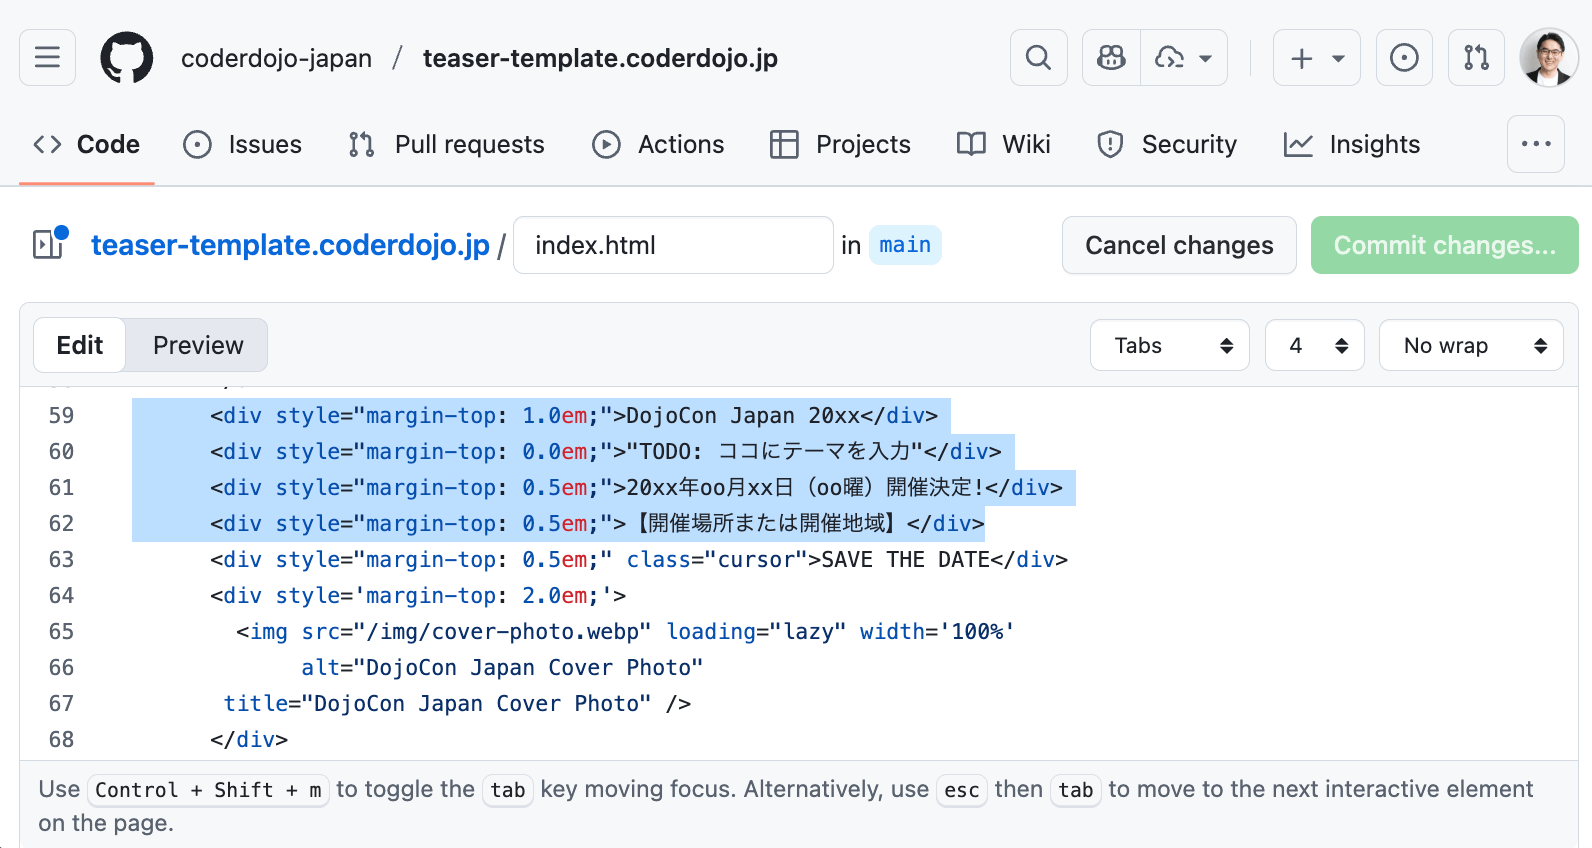 coderdojo-japan / teaser-template.coderdojo.jp
Code Issues Pull requests Actions Projects Wiki Security Insights
teaser-template.coderdojo.jp / index.html in main Cancel changes Commit changes...
Edit Preview Tabs 4 No wrap
59 <div style="margin-top: 1.0em;">DojoCon Japan 20xx</div>
60 <div style="margin-top: 0.0em;">"TODO: ココにテーマを入力"</div>
61 <div style="margin-top: 0.5em;">20xx年oo月xx日（oo曜）開催決定!</div>
62 <div style="margin-top: 0.5em;">【開催場所または開催地域】</div>
63 <div style="margin-top: 0.5em;" class="cursor">SAVE THE DATE</div>
64 <div style='margin-top: 2.0em;'>
65 <img src="/img/cover-photo.webp" loading="lazy" width='100%'
66 alt="DojoCon Japan Cover Photo"
67 title="DojoCon Japan Cover Photo" />
68 </div>
Use Control + Shift + m to toggle the tab key moving focus. Alternatively, use esc then tab to move to the next interactive element
on the page.